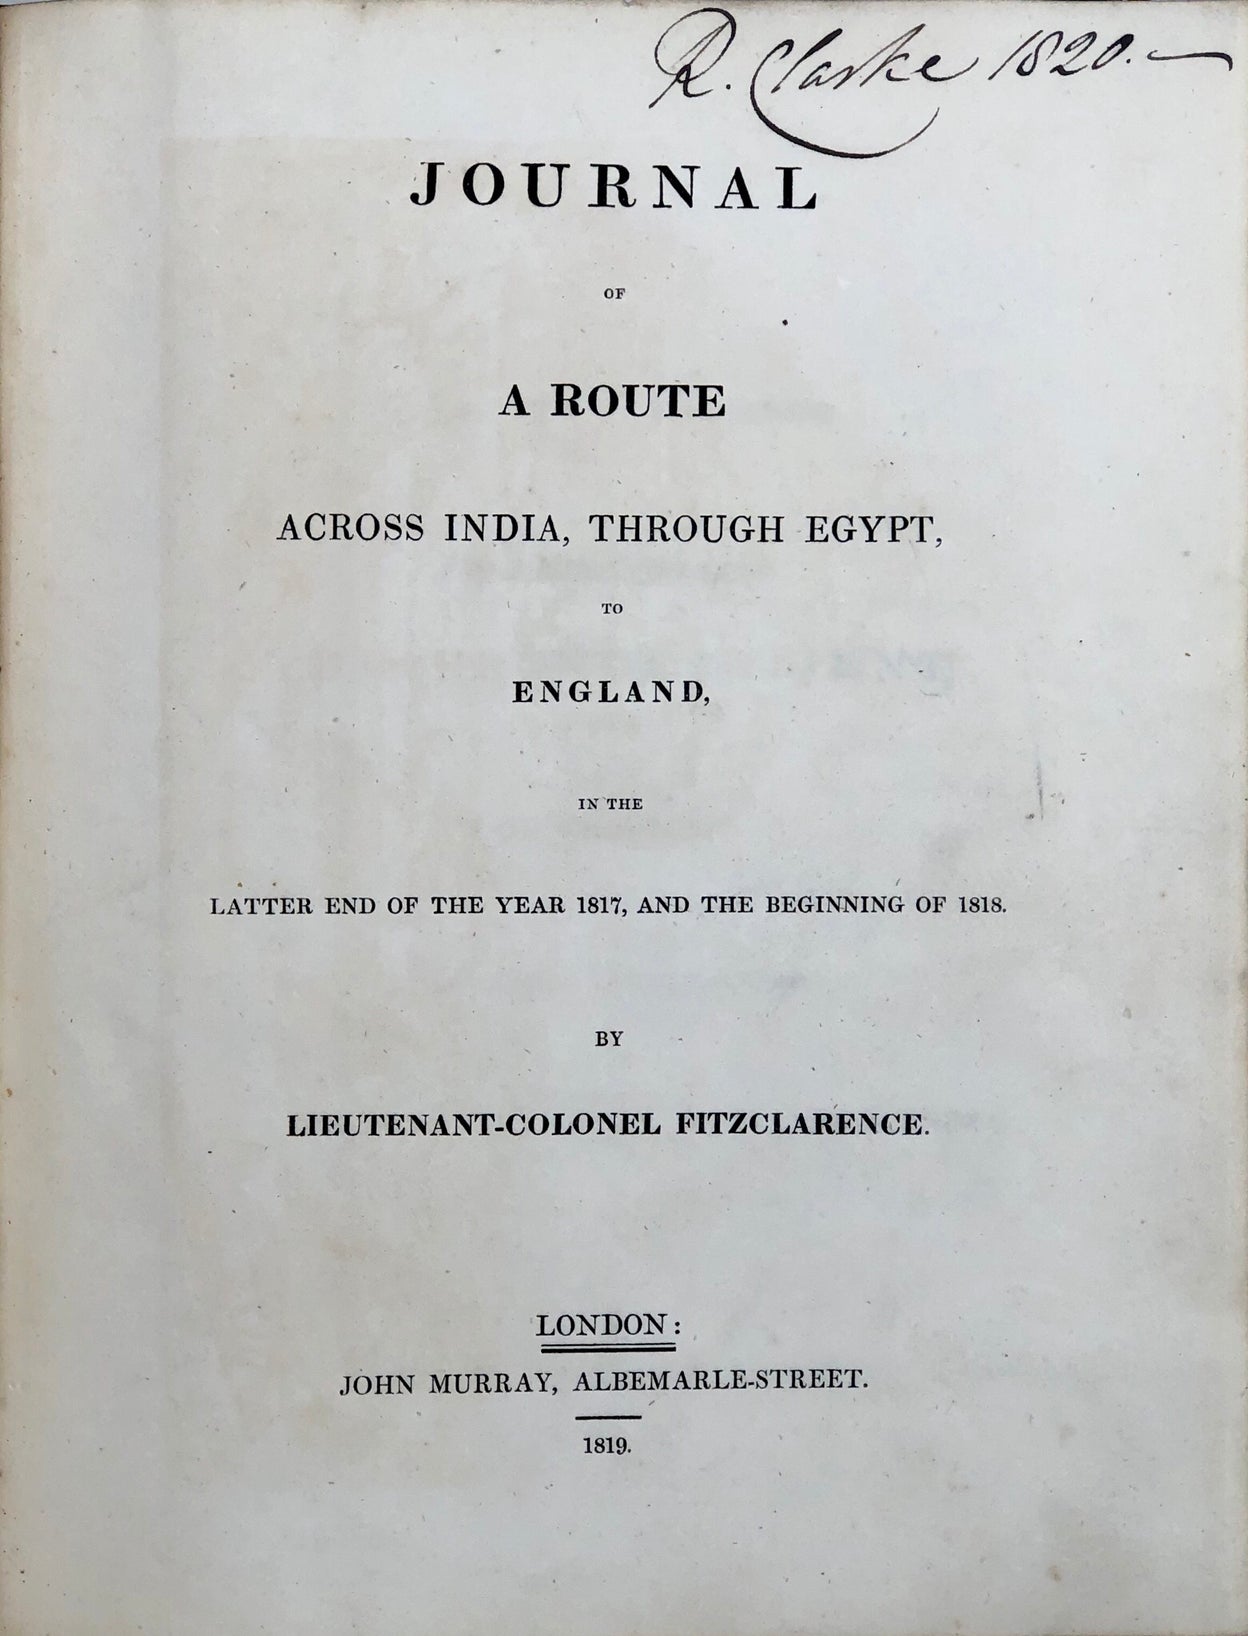 R. Clarke 1820.—
JOURNAL
OF
A ROUTE
ACROSS INDIA, THROUGH EGYPT,
TO
ENGLAND,
IN THE
LATTER END OF THE YEAR 1817, AND THE BEGINNING OF 1818.
BY
LIEUTENANT-COLONEL FITZCLARENCE.
LONDON:
JOHN MURRAY, ALBEMARLE-STREET.
1819.